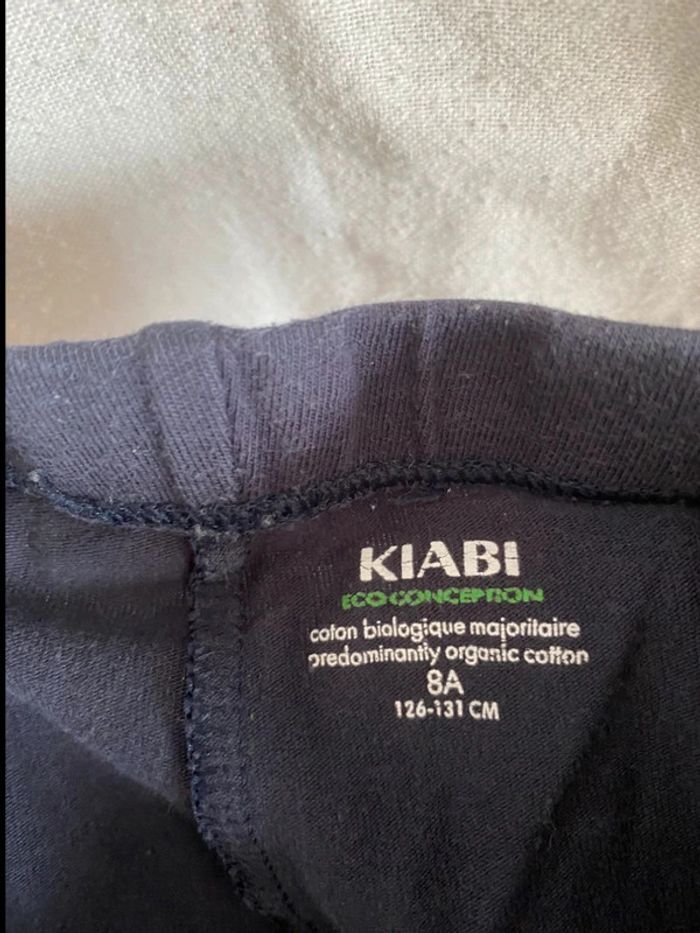 KIABI
ECO CONCEPTION
coton biologique majoritaire
predominantly organic cotton
8A
126-131 CM